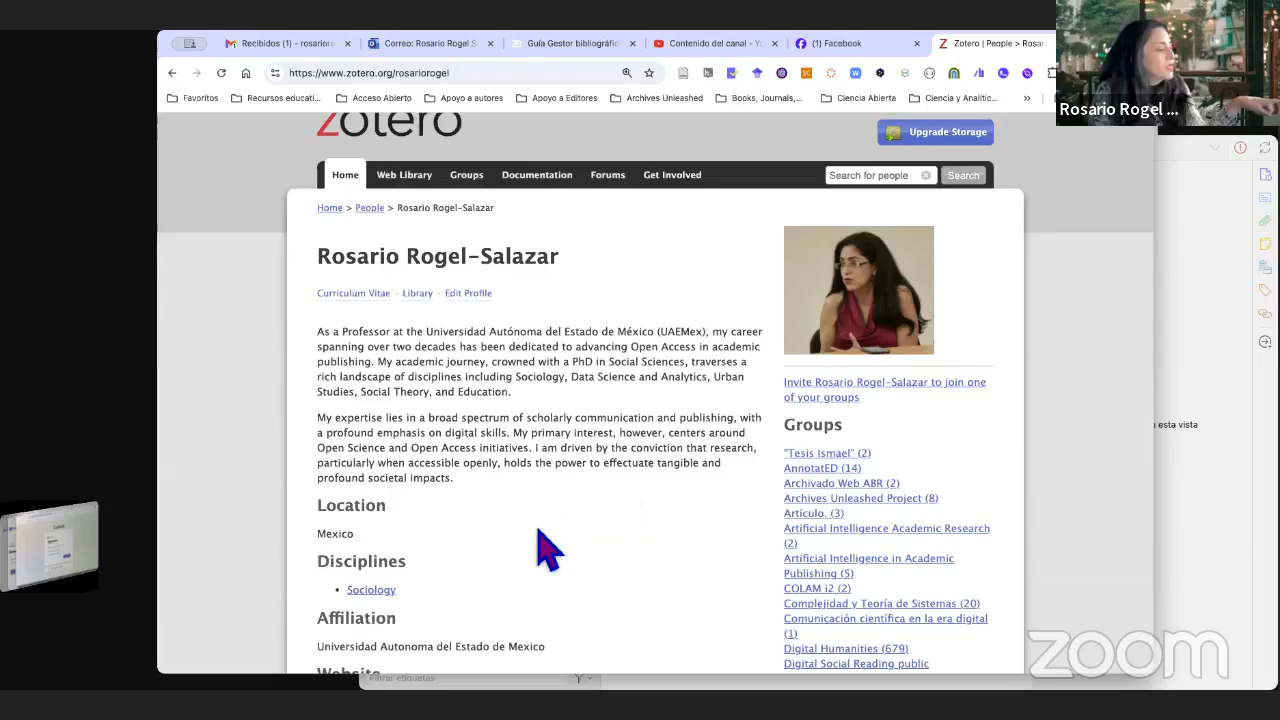 Recibidos (1) - rosarioro
Correo: Rosario Rogel S
Guía Gestor bibliográfic
Contenido del canal - Yo
(1) Facebook
Zotero | People > Rosari
https://www.zotero.org/rosariorogel
Favoritos
Recursos educati...
Acceso Abierto
Apoyo a autores
Apoyo a Editores
Archives Unleashed
Books, Journals,...
Ciencia Abierta
Ciencia y Analític...
»
Rosario Rogel ...
zotero
Upgrade Storage
Home
Web Library
Groups
Documentation
Forums
Get Involved
Search for people
Search
Home > People > Rosario Rogel-Salazar
Rosario Rogel-Salazar
Curriculum Vitae · Library · Edit Profile
As a Professor at the Universidad Autónoma del Estado de México (UAEMex), my career
spanning over two decades has been dedicated to advancing Open Access in academic
publishing. My academic journey, crowned with a PhD in Social Sciences, traverses a
rich landscape of disciplines including Sociology, Data Science and Analytics, Urban
Studies, Social Theory, and Education.
My expertise lies in a broad spectrum of scholarly communication and publishing, with
a profound emphasis on digital skills. My primary interest, however, centers around
Open Science and Open Access initiatives. I am driven by the conviction that research,
particularly when accessible openly, holds the power to effectuate tangible and
profound societal impacts.
Location
Mexico
Disciplines
• Sociology
Affiliation
Universidad Autonoma del Estado de Mexico
Website
Invite Rosario Rogel-Salazar to join one
of your groups
Groups
"Tesis Ismael" (2)
AnnotatED (14)
Archivado Web ABR (2)
Archives Unleashed Project (8)
Artículo. (3)
Artificial Intelligence Academic Research
(2)
Artificial Intelligence in Academic
Publishing (5)
COLAM i2 (2)
Complejidad y Teoría de Sistemas (20)
Comunicación científica en la era digital
(1)
Digital Humanities (679)
Digital Social Reading public
n esta vista
Filtrar etiquetas
zoom